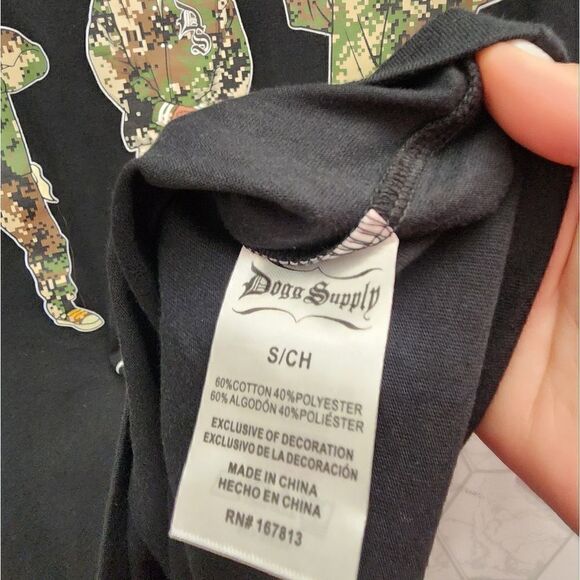 DS
Dogg Supply
S/CH
60%COTTON 40%POLYESTER
60% ALGODÓN 40%POLIÉSTER
EXCLUSIVE OF DECORATION
EXCLUSIVO DE LA DECORACIÓN
MADE IN CHINA
HECHO EN CHINA
RN# 167813